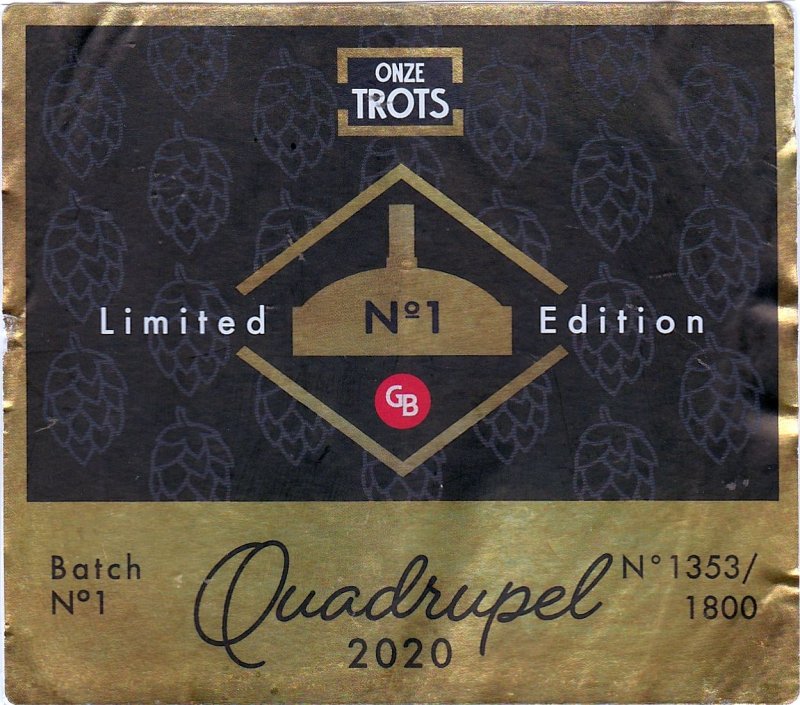 ONZE
TROTS
Limited Nº1 Edition
GB
Batch
Nº1
Quadrupel
2020
N° 1353/
1800